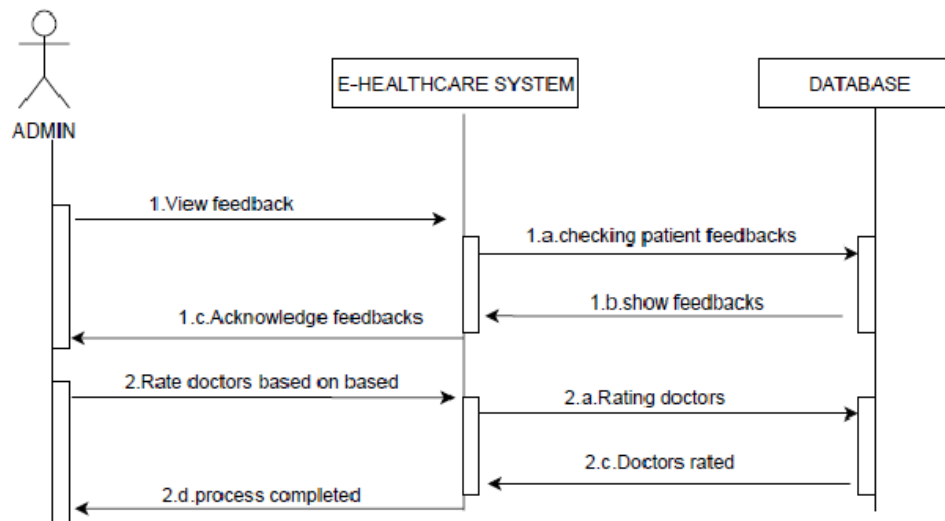 E-HEALTHCARE SYSTEM
DATABASE
ADMIN
1.View feedback
1.a.checking patient feedbacks
1.b.show feedbacks
1.c.Acknowledge feedbacks
2.Rate doctors based on based
2.a.Rating doctors
2.c.Doctors rated
2.d.process completed